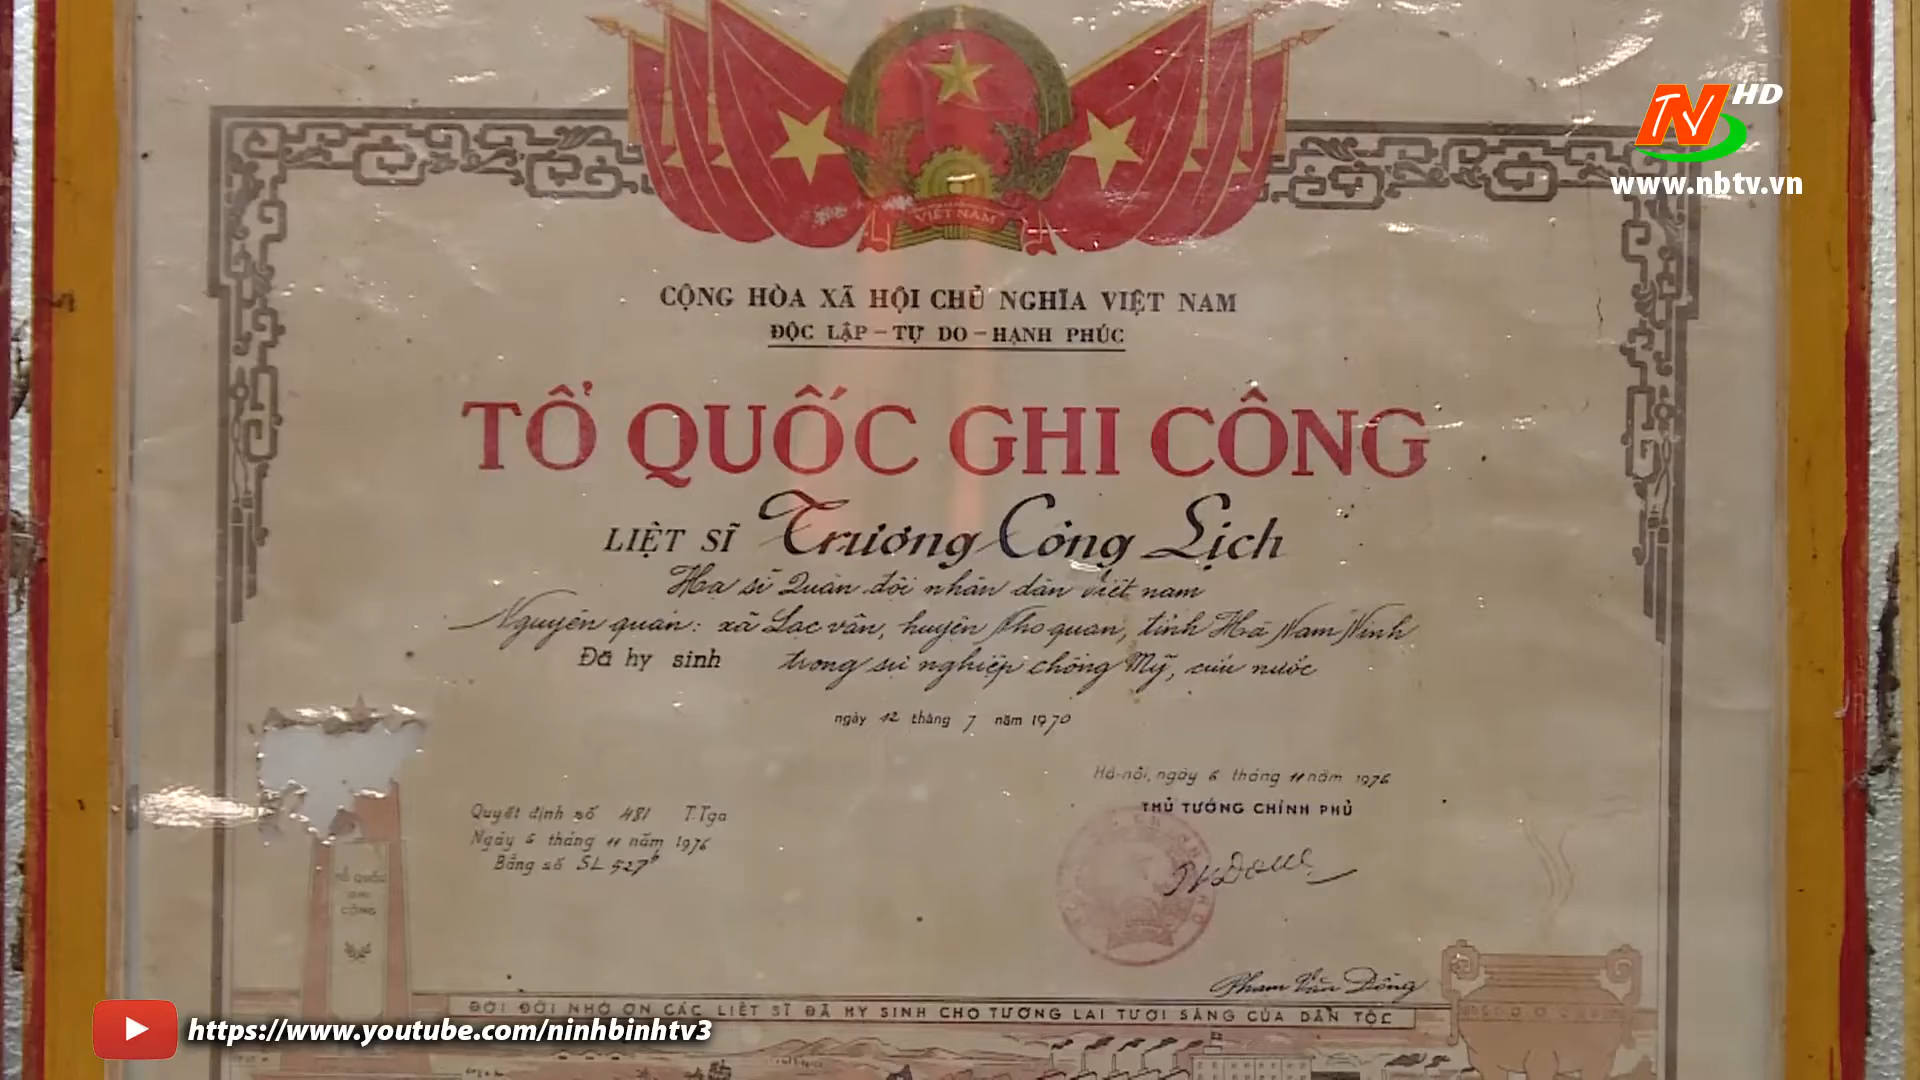 NTV HD
www.nbtv.vn
VIỆT NAM
CỘNG HÒA XÃ HỘI CHỦ NGHĨA VIỆT NAM
ĐỘC LẬP - TỰ DO - HẠNH PHÚC
TỔ QUỐC GHI CÔNG
LIỆT SĨ Trương Công Lịch
Hạ sĩ Quân đội nhân dân việt nam
Nguyên quán: xã Lạc vân, huyện Nho quan, tỉnh Hà Nam Ninh
Đã hy sinh trong sự nghiệp chống Mỹ, cứu nước
ngày 12 tháng 7 năm 1970
Hà-nội, ngày 6 tháng 11 năm 1976
THỦ TƯỚNG CHÍNH PHỦ
Quyết định số 481 T.Tga
Ngày 6 tháng 11 năm 1976
Bằng số SL 527
TỔ QUỐC
GHI
CÔNG
Phạm Văn Đồng
ĐỜI ĐỜI NHỚ ƠN CÁC LIỆT SĨ ĐÃ HY SINH CHO TƯƠNG LAI TƯƠI SÁNG CỦA DÂN TỘC
https://www.youtube.com/ninhbinhtv3